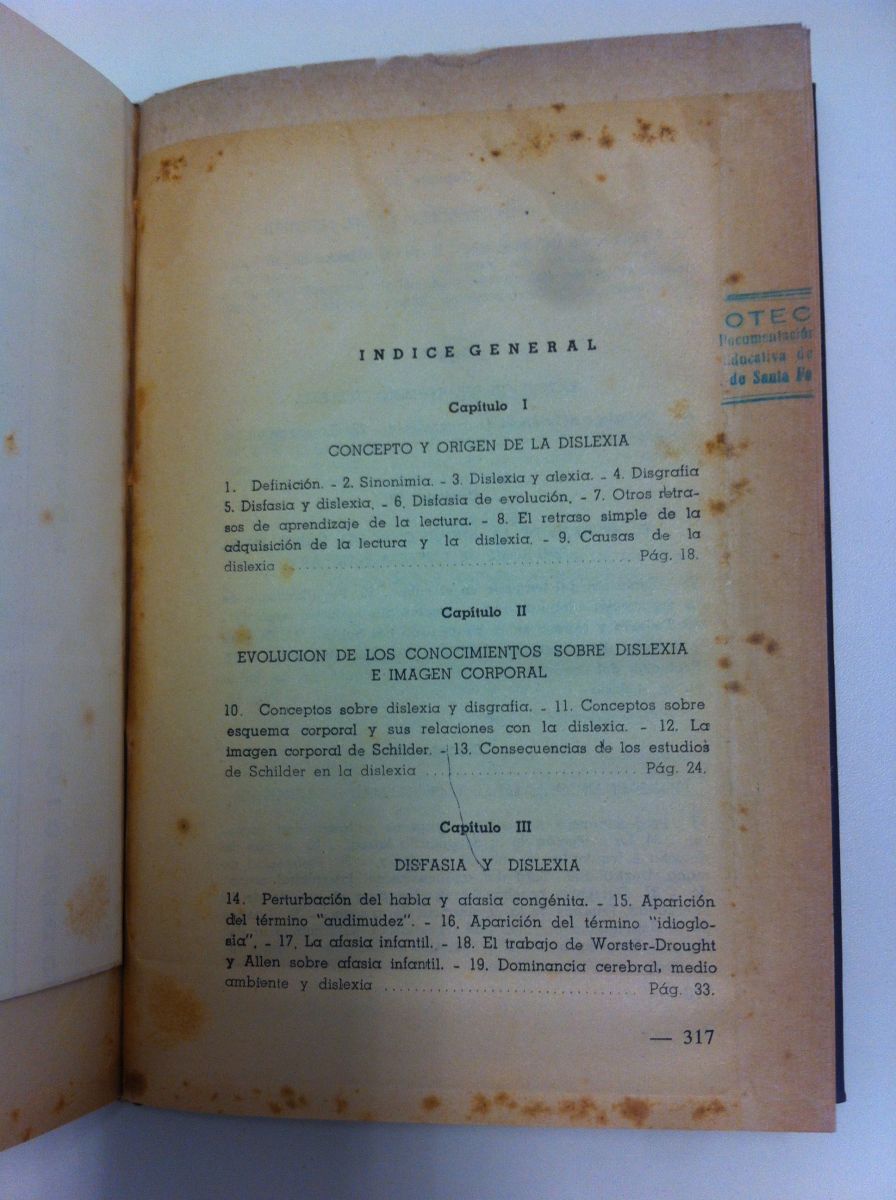 INDICE GENERAL
OTEC
Documentación
Educativa de
de Santa Fe
Capítulo I
CONCEPTO Y ORIGEN DE LA DISLEXIA
1. Definición. - 2. Sinonimia. - 3. Dislexia y alexia. - 4. Disgrafia
5. Disfasia y dislexia. - 6. Disfasia de evolución. - 7. Otros retra-
sos de aprendizaje de la lectura. - 8. El retraso simple de la
adquisición de la lectura y la dislexia. - 9. Causas de la
dislexia ............................................ Pág. 18.
Capítulo II
EVOLUCION DE LOS CONOCIMIENTOS SOBRE DISLEXIA
E IMAGEN CORPORAL
10. Conceptos sobre dislexia y disgrafia. - 11. Conceptos sobre
esquema corporal y sus relaciones con la dislexia. - 12. La
imagen corporal de Schilder. - 13. Consecuencias de los estudios
de Schilder en la dislexia .......................... Pág. 24.
Capítulo III
DISFASIA Y DISLEXIA
14. Perturbación del habla y afasia congénita. - 15. Aparición
del término "audimudez". - 16. Aparición del término "idioglo-
sia". - 17. La afasia infantil. - 18. El trabajo de Worster-Drought
y Allen sobre afasia infantil. - 19. Dominancia cerebral, medio
ambiente y dislexia ................................ Pág. 33.
— 317